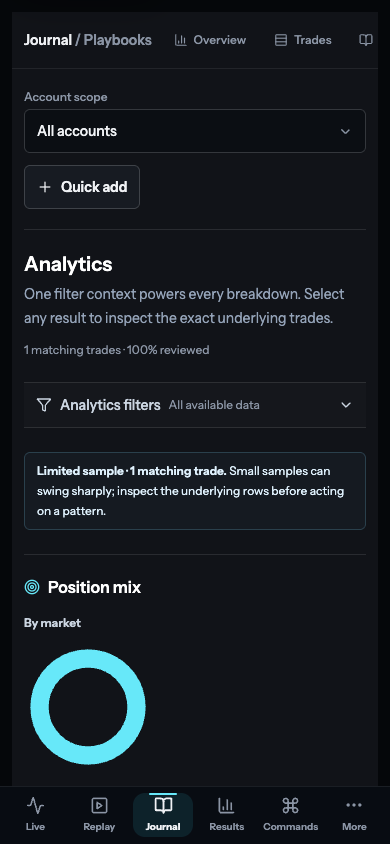 Journal / Playbooks
Overview
Trades
Account scope
All accounts
Quick add
Analytics
One filter context powers every breakdown. Select
any result to inspect the exact underlying trades.
1 matching trades · 100% reviewed
Analytics filters All available data
Limited sample · 1 matching trade. Small samples can
swing sharply; inspect the underlying rows before acting
on a pattern.
Position mix
By market
Live
Replay
Journal
Results
Commands
More